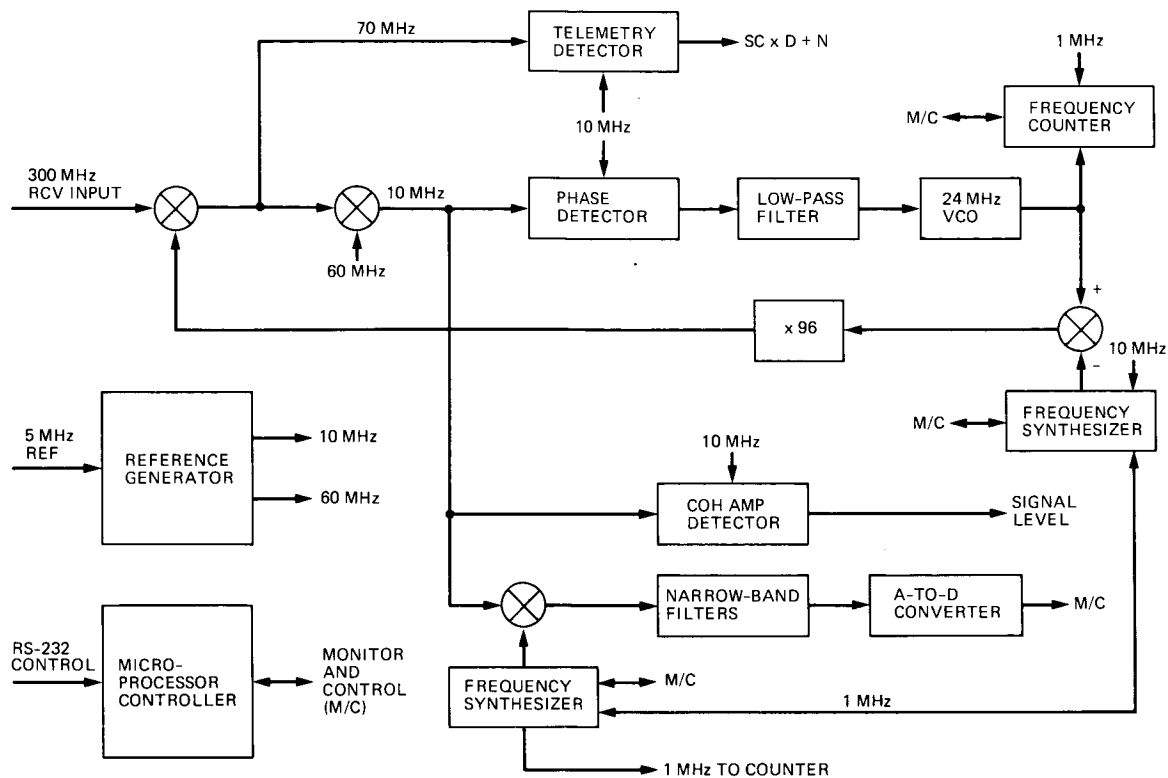 70 MHz
TELEMETRY
DETECTOR
SC x D + N
1 MHz
M/C
FREQUENCY
COUNTER
10 MHz
300 MHz
RCV INPUT
10 MHz
PHASE
DETECTOR
LOW-PASS
FILTER
24 MHz
VCO
60 MHz
+
x 96
−
10 MHz
M/C
FREQUENCY
SYNTHESIZER
5 MHz
REF
REFERENCE
GENERATOR
10 MHz
60 MHz
10 MHz
COH AMP
DETECTOR
SIGNAL
LEVEL
NARROW-BAND
FILTERS
A-TO-D
CONVERTER
M/C
RS-232
CONTROL
MICRO-
PROCESSOR
CONTROLLER
MONITOR
AND
CONTROL
(M/C)
FREQUENCY
SYNTHESIZER
M/C
1 MHz
1 MHz TO COUNTER